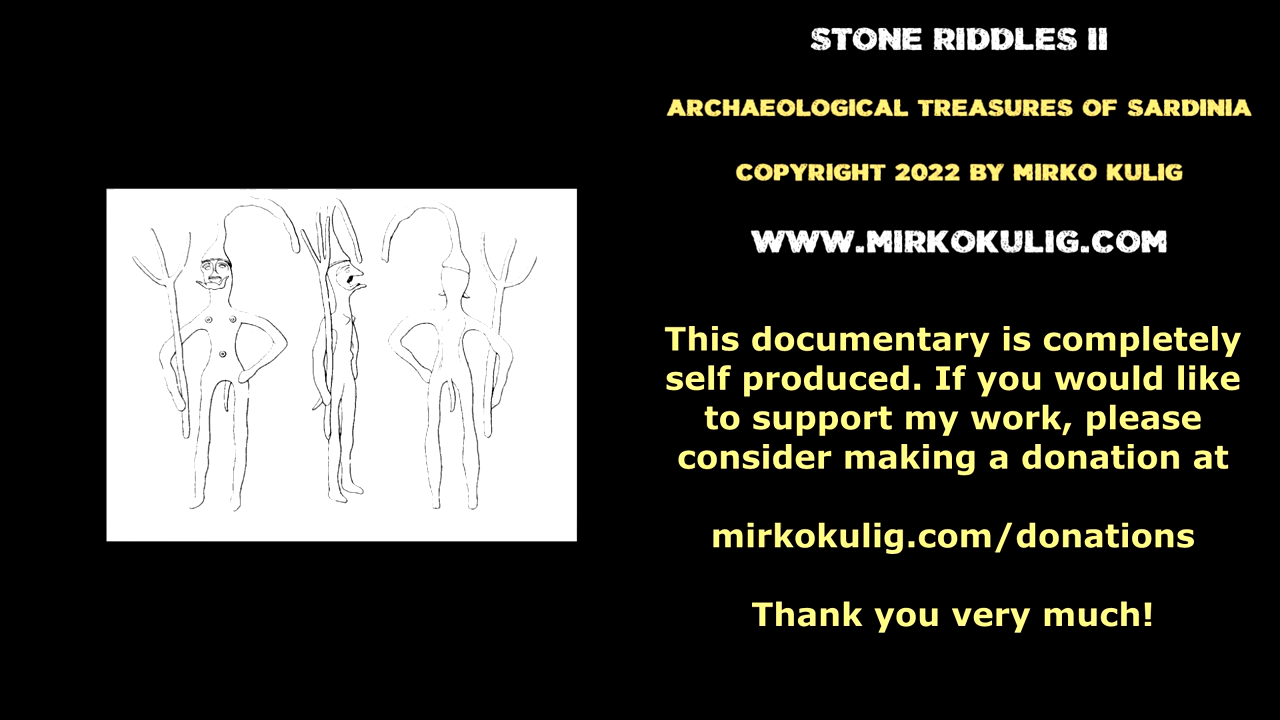 STONE RIDDLES II
ARCHAEOLOGICAL TREASURES OF SARDINIA
COPYRIGHT 2022 BY MIRKO KULIG
WWW.MIRKOKULIG.COM
This documentary is completely
self produced. If you would like
to support my work, please
consider making a donation at
mirkokulig.com/donations
Thank you very much!